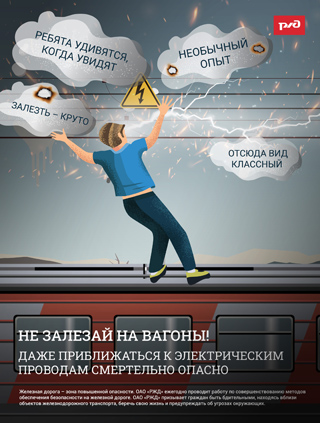 РЖД
РЕБЯТА УДИВЯТСЯ,
КОГДА УВИДЯТ
НЕОБЫЧНЫЙ
ОПЫТ
ЗАЛЕЗТЬ – КРУТО
ОТСЮДА ВИД
КЛАССНЫЙ
НЕ ЗАЛЕЗАЙ НА ВАГОНЫ!
ДАЖЕ ПРИБЛИЖАТЬСЯ К ЭЛЕКТРИЧЕСКИМ
ПРОВОДАМ СМЕРТЕЛЬНО ОПАСНО
Железная дорога – зона повышенной опасности. ОАО «РЖД» ежегодно проводит работу по совершенствованию методов
обеспечения безопасности на железной дороге. ОАО «РЖД» призывает граждан быть бдительными, находясь вблизи
объектов железнодорожного транспорта, беречь свою жизнь и предупреждать об угрозах окружающих.